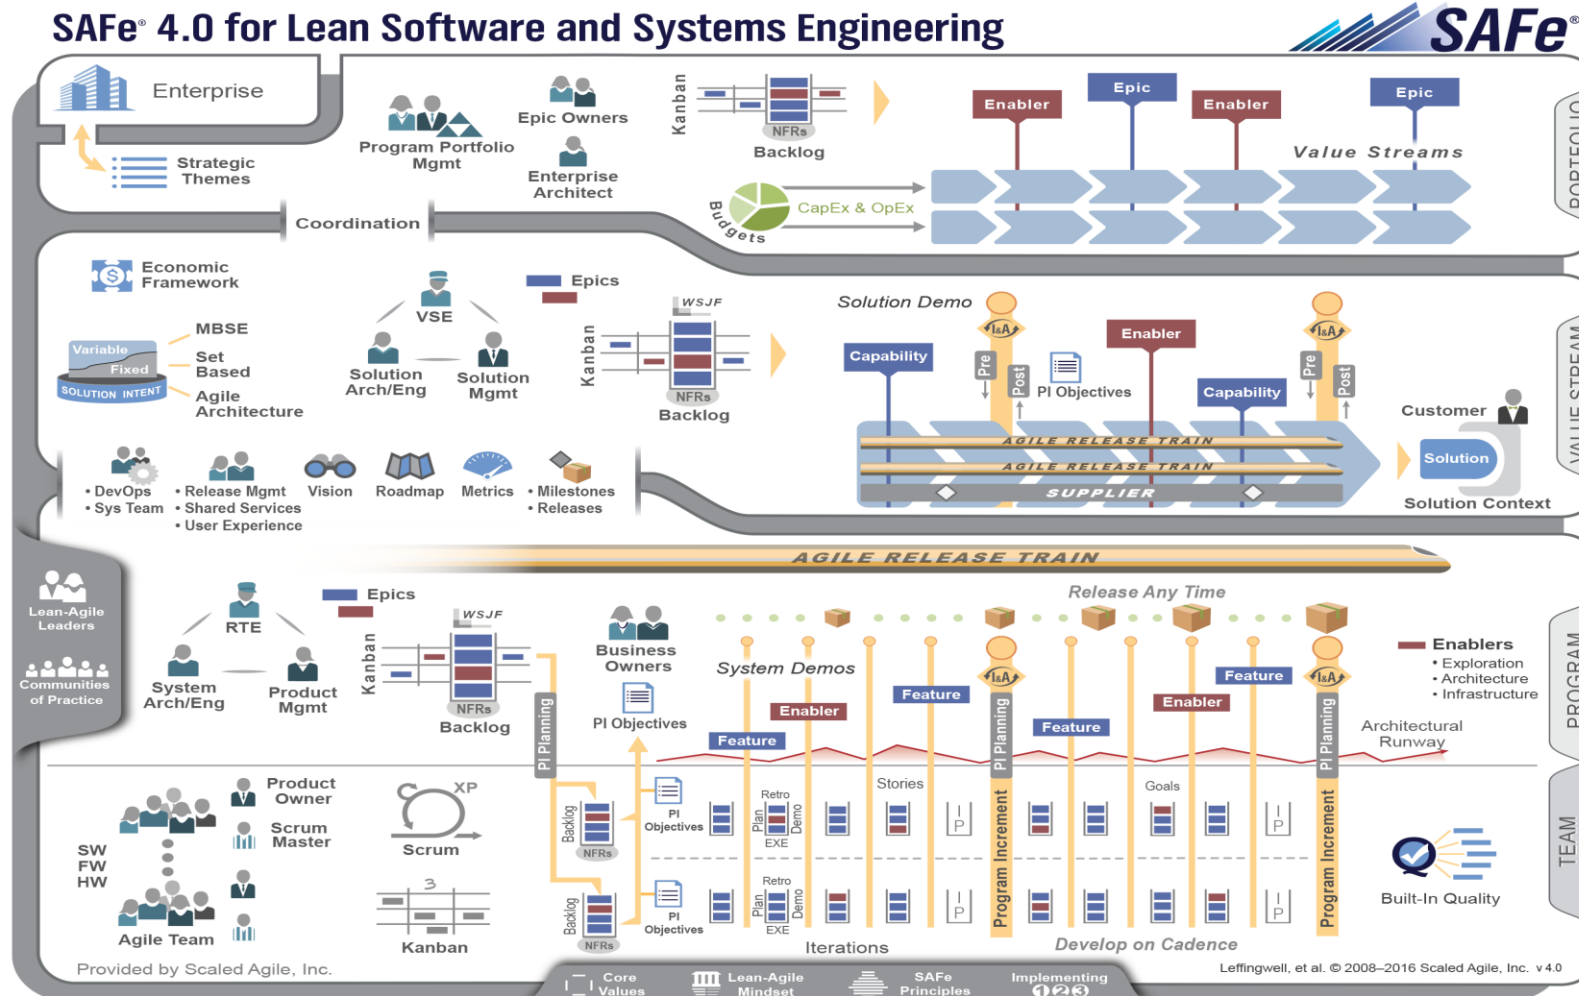 SAFe® 4.0 for Lean Software and Systems Engineering
SAFe®
Enterprise
Strategic
Themes
Program Portfolio
Mgmt
Epic Owners
Enterprise
Architect
Kanban
NFRs
Backlog
Enabler
Epic
Enabler
Epic
Value Streams
Budgets
CapEx & OpEx
PORTFOLIO
Coordination
Economic
Framework
Variable
Fixed
SOLUTION INTENT
MBSE
Set
Based
Agile
Architecture
VSE
Solution
Arch/Eng
Solution
Mgmt
Epics
WSJF
Kanban
NFRs
Backlog
Solution Demo
I&A
I&A
Capability
Pre
Post
PI Objectives
Enabler
Capability
Pre
Post
AGILE RELEASE TRAIN
AGILE RELEASE TRAIN
SUPPLIER
Customer
Solution
Solution Context
VALUE STREAM
• DevOps
• Sys Team
• Release Mgmt
• Shared Services
• User Experience
Vision
Roadmap
Metrics
• Milestones
• Releases
AGILE RELEASE TRAIN
Lean-Agile
Leaders
Communities
of Practice
RTE
System
Arch/Eng
Product
Mgmt
Epics
WSJF
Kanban
NFRs
Backlog
PI Planning
Business
Owners
PI Objectives
Release Any Time
System Demos
Feature
Enabler
Feature
I&A
PI Planning
Feature
Enabler
Feature
I&A
PI Planning
Enablers
• Exploration
• Architecture
• Infrastructure
Architectural
Runway
PROGRAM
SW
FW
HW
Agile Team
Product
Owner
Scrum
Master
XP
Scrum
3
Kanban
Backlog
NFRs
Backlog
NFRs
PI
Objectives
PI
Objectives
Retro
Plan
Demo
EXE
Stories
I
P
Goals
I
P
Retro
Plan
Demo
EXE
I
P
I
P
Program Increment
Program Increment
Iterations
Develop on Cadence
Built-In Quality
TEAM
Provided by Scaled Agile, Inc.
Leffingwell, et al. © 2008–2016 Scaled Agile, Inc. v 4.0
Core
Values
Lean-Agile
Mindset
SAFe
Principles
Implementing
123